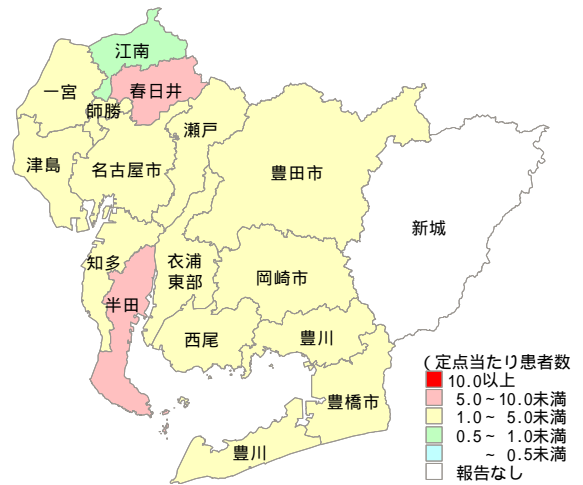 江南
一宮
春日井
師勝
瀬戸
津島
名古屋市
豊田市
新城
知多
衣浦
東部
岡崎市
半田
西尾
豊川
豊橋市
豊川
(定点当たり患者数
10.0以上
5.0~10.0未満
1.0~ 5.0未満
0.5~ 1.0未満
~ 0.5未満
報告なし